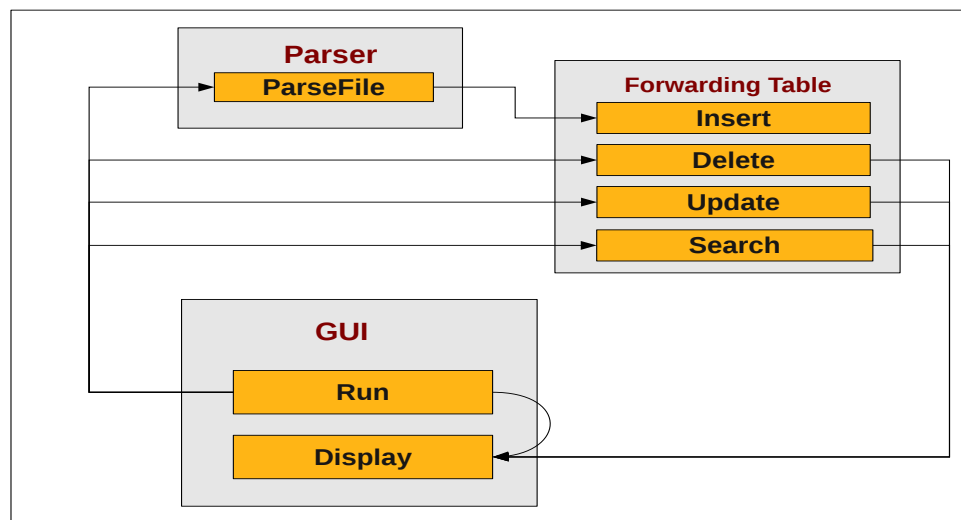 Parser
ParseFile
Forwarding Table
Insert
Delete
Update
Search
GUI
Run
Display